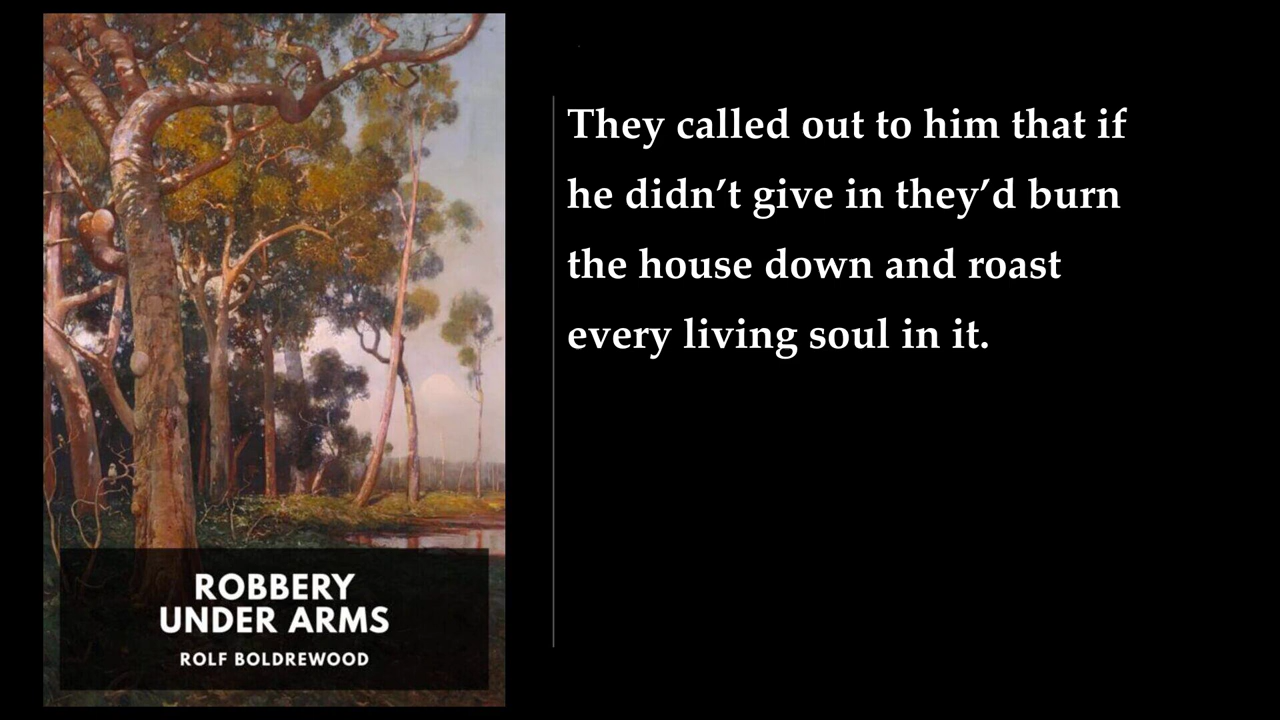 They called out to him that if
he didn’t give in they’d burn
the house down and roast
every living soul in it.
ROBBERY
UNDER ARMS
ROLF BOLDREWOOD